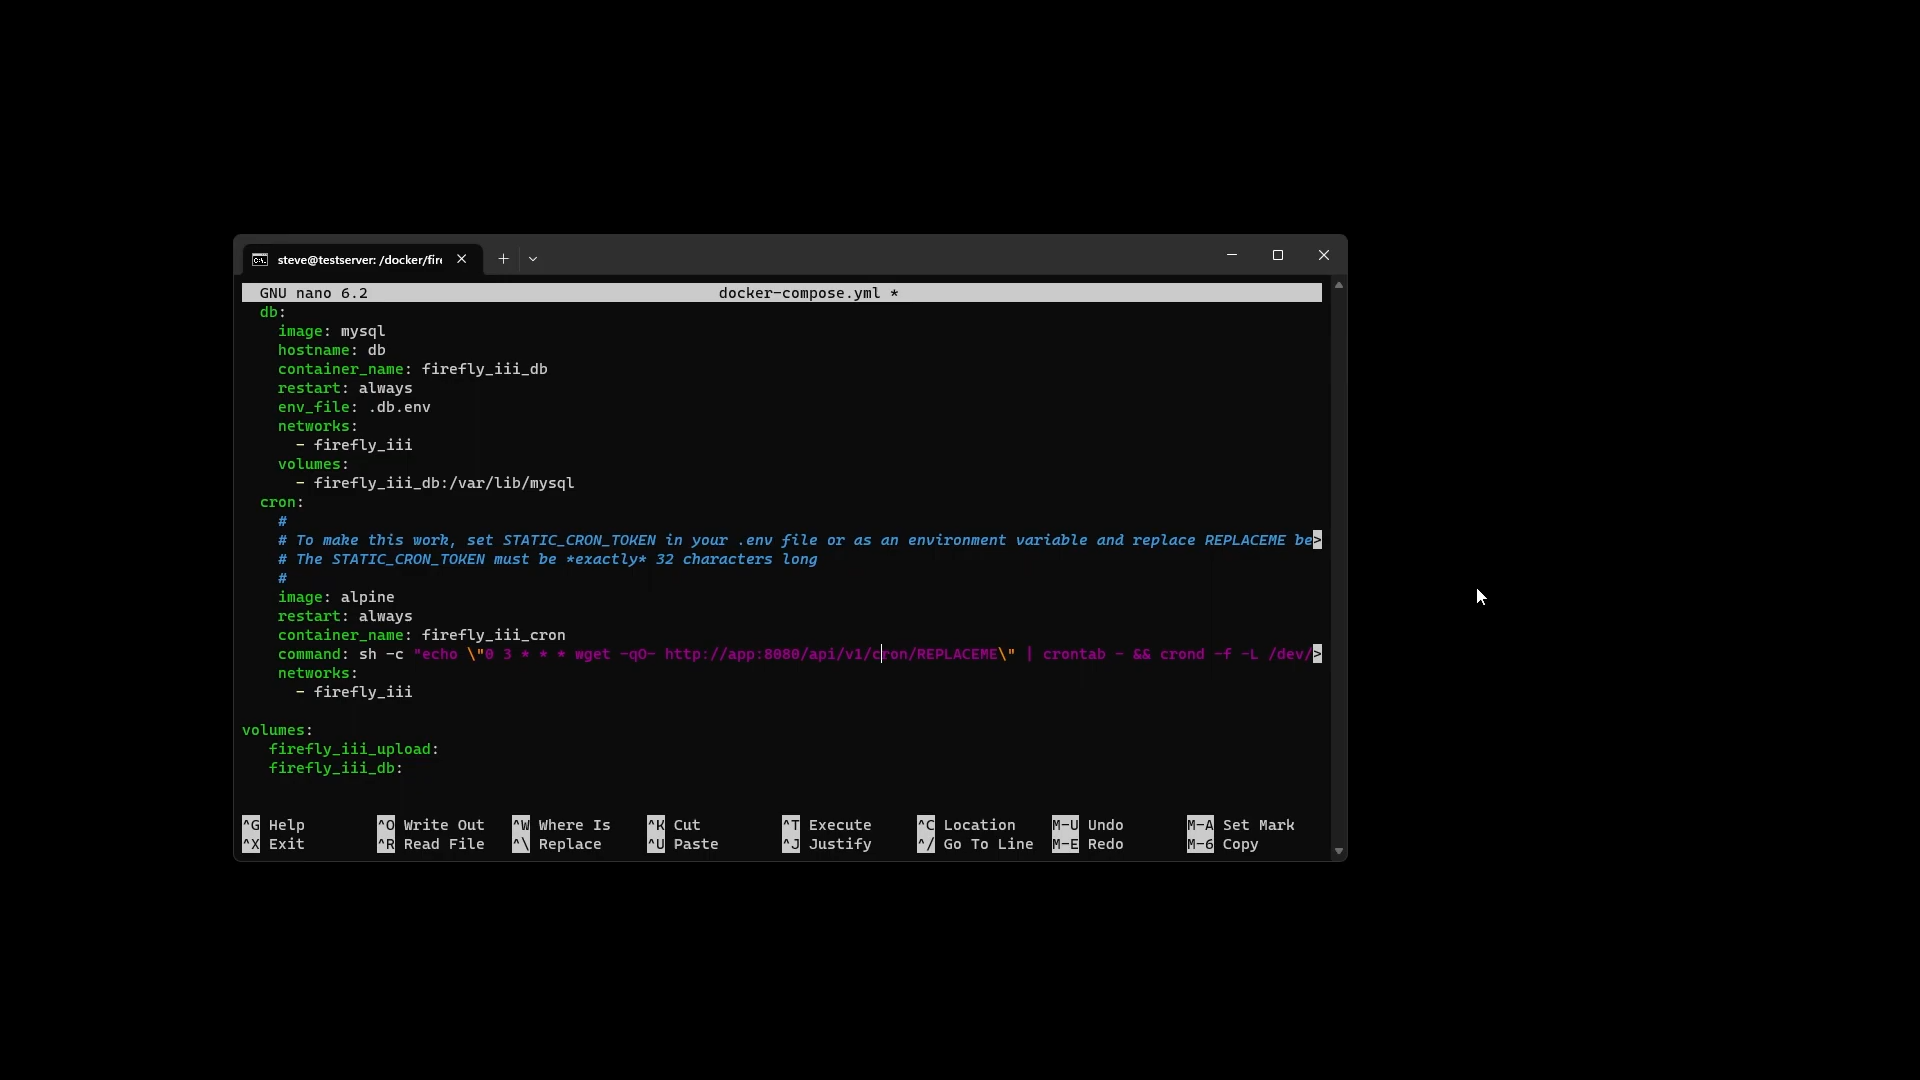 steve@testserver: /docker/fire
GNU nano 6.2 docker-compose.yml *
db:
image: mysql
hostname: db
container_name: firefly_iii_db
restart: always
env_file: .db.env
networks:
- firefly_iii
volumes:
- firefly_iii_db:/var/lib/mysql
cron:
#
# To make this work, set STATIC_CRON_TOKEN in your .env file or as an environment variable and replace REPLACEME be>
# The STATIC_CRON_TOKEN must be *exactly* 32 characters long
#
image: alpine
restart: always
container_name: firefly_iii_cron
command: sh -c "echo \"0 3 * * * wget -qO- http://app:8080/api/v1/cron/REPLACEME\" | crontab - && crond -f -L /dev/>
networks:
- firefly_iii
volumes:
firefly_iii_upload:
firefly_iii_db:
^G Help ^O Write Out ^W Where Is ^K Cut ^T Execute ^C Location M-U Undo M-A Set Mark
^X Exit ^R Read File ^\ Replace ^U Paste ^J Justify ^/ Go To Line M-E Redo M-6 Copy